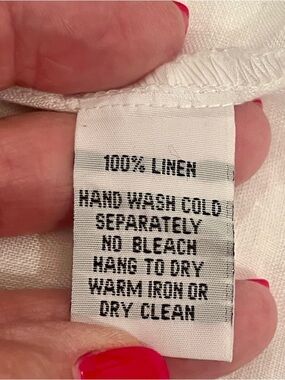 100% LINEN
HAND WASH COLD
SEPARATELY
NO BLEACH
HANG TO DRY
WARM IRON OR
DRY CLEAN